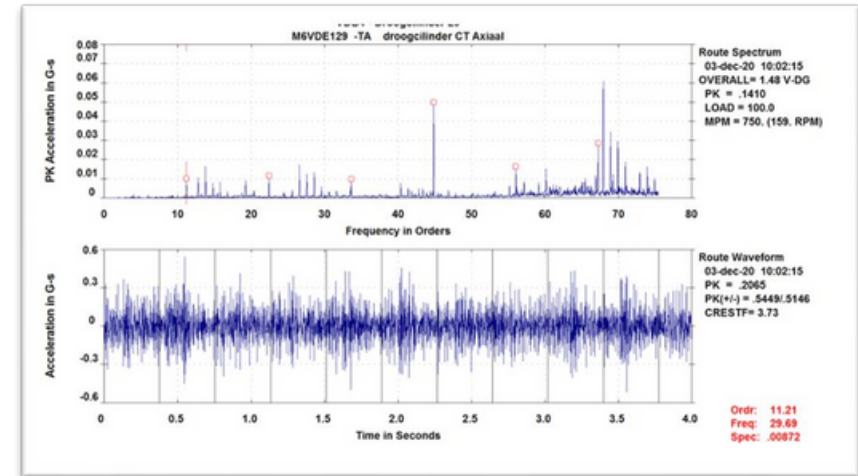 M6VDE129 -TA droogcilinder CT Axiaal
PK Acceleration in G-s
0.08
0.07
0.06
0.05
0.04
0.03
0.02
0.01
0
0 10 20 30 40 50 60 70 80
Frequency in Orders
Route Spectrum
03-dec-20 10:02:15
OVERALL= 1.48 V-DG
PK = .1410
LOAD = 100.0
MPM = 750. (159. RPM)
Acceleration in G-s
0.6
0.3
0
-0.3
-0.6
0 0.5 1.0 1.5 2.0 2.5 3.0 3.5 4.0
Time in Seconds
Route Waveform
03-dec-20 10:02:15
PK = .2065
PK(+/-) = .5449/.5146
CRESTF= 3.73
Ordr: 11.21
Freq: 29.69
Spec: .00872